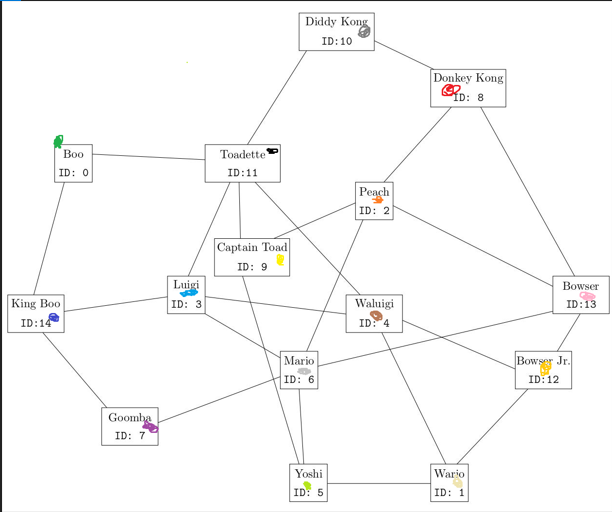 Diddy Kong
ID:10
Donkey Kong
ID: 8
Boo
ID: 0
Toadette
ID:11
Peach
ID: 2
Captain Toad
ID: 9
Luigi
ID: 3
Bowser
ID:13
King Boo
ID:14
Waluigi
ID: 4
Mario
ID: 6
Bowser Jr.
ID:12
Goomba
ID: 7
Yoshi
ID: 5
Wario
ID: 1